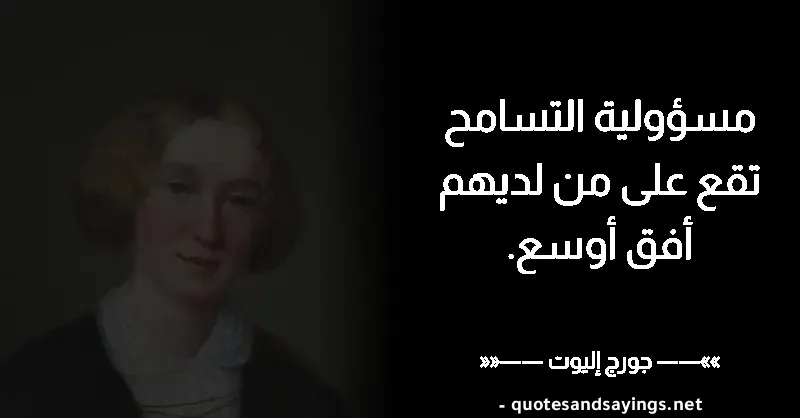 مسؤولية التسامح
تقع على من لديهم
أفق أوسع.
»»—— جورج إليوت ——««
- quotesandsayings.net